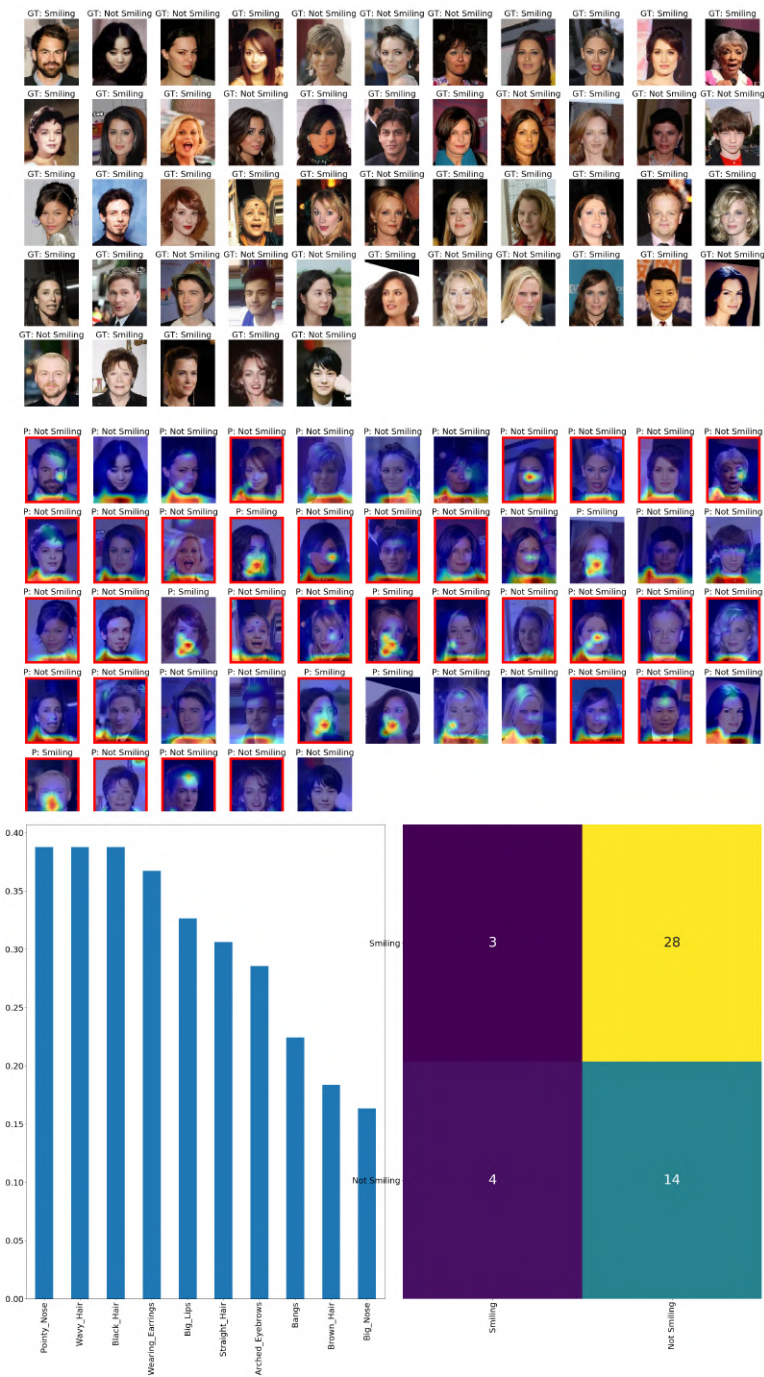 GT: Smiling GT: Not Smiling GT: Not Smiling GT: Smiling GT: Not Smiling GT: Not Smiling GT: Not Smiling GT: Smiling GT: Smiling GT: Smiling GT: Smiling
GT: Smiling GT: Smiling GT: Smiling GT: Not Smiling GT: Smiling GT: Smiling GT: Smiling GT: Not Smiling GT: Smiling GT: Not Smiling GT: Not Smiling
GT: Smiling GT: Smiling GT: Smiling GT: Smiling GT: Smiling GT: Not Smiling GT: Smiling GT: Smiling GT: Smiling GT: Smiling GT: Smiling
GT: Smiling GT: Smiling GT: Not Smiling GT: Not Smiling GT: Not Smiling GT: Smiling GT: Not Smiling GT: Not Smiling GT: Smiling GT: Smiling GT: Not Smiling
GT: Not Smiling GT: Smiling GT: Smiling GT: Smiling GT: Not Smiling
P: Not Smiling P: Not Smiling P: Not Smiling P: Not Smiling P: Not Smiling P: Not Smiling P: Not Smiling P: Not Smiling P: Not Smiling P: Not Smiling P: Not Smiling
P: Not Smiling P: Not Smiling P: Not Smiling P: Smiling P: Not Smiling P: Not Smiling P: Not Smiling P: Not Smiling P: Smiling P: Not Smiling P: Not Smiling
P: Not Smiling P: Not Smiling P: Smiling P: Not Smiling P: Not Smiling P: Smiling P: Not Smiling P: Not Smiling P: Not Smiling P: Not Smiling P: Not Smiling
P: Not Smiling P: Not Smiling P: Not Smiling P: Not Smiling P: Smiling P: Smiling P: Not Smiling P: Not Smiling P: Not Smiling P: Not Smiling P: Not Smiling
P: Smiling P: Not Smiling P: Not Smiling P: Not Smiling P: Not Smiling
0.40
0.35
0.30
0.25
0.20
0.15
0.10
0.05
0.00
Pointy_Nose
Wavy_Hair
Black_Hair
Wearing_Earrings
Big_Lips
Straight_Hair
Arched_Eyebrows
Bangs
Brown_Hair
Big_Nose
Smiling 3 28
Not Smiling 4 14
Smiling
Not Smiling